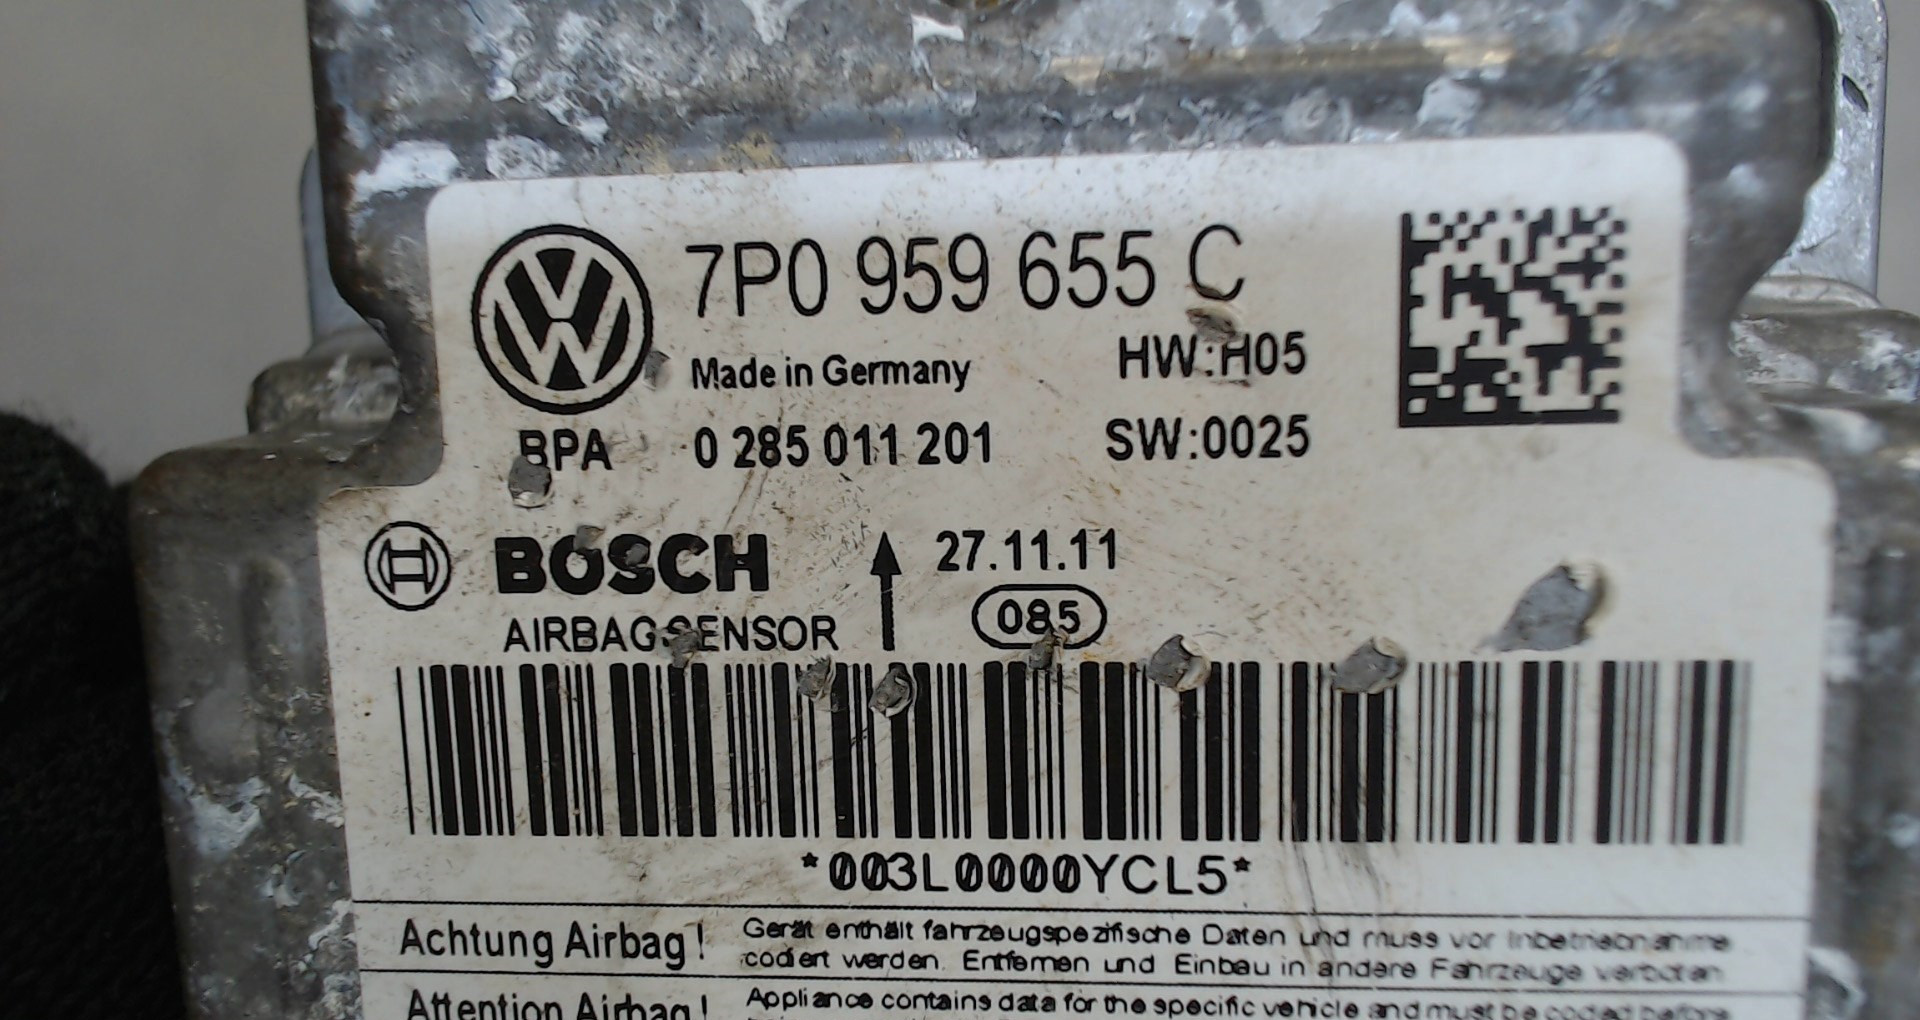 7P0 959 655 C
Made in Germany HW:H05
BPA 0 285 011 201 SW:0025
BOSCH 27.11.11
AIRBAGSENSOR 085
*003L0000YCL5*
Achtung Airbag! Gerät enthält fahrzeugspezifische Daten und muss vor Inbetriebnahme
codiert werden. Entfernen und Einbau in andere Fahrzeuge verboten
Attention Airbag! Appliance contains data for the specific vehicle and must be coded before